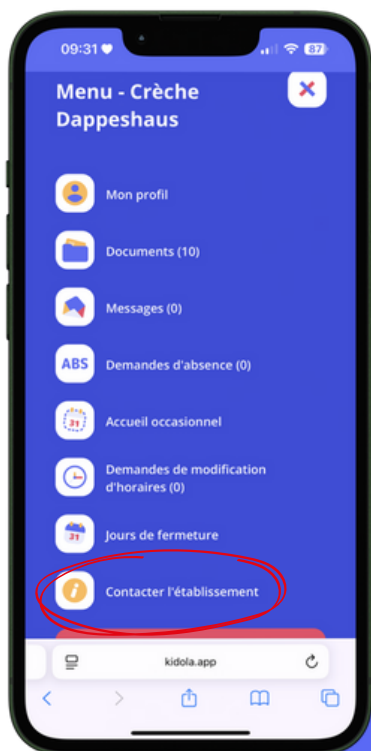 09:31
87
Menu - Crèche
Dappeshaus
Mon profil
Documents (10)
Messages (0)
ABS
Demandes d'absence (0)
31
Accueil occasionnel
Demandes de modification
d'horaires (0)
31
Jours de fermeture
i
Contacter l'établissement
kidola.app